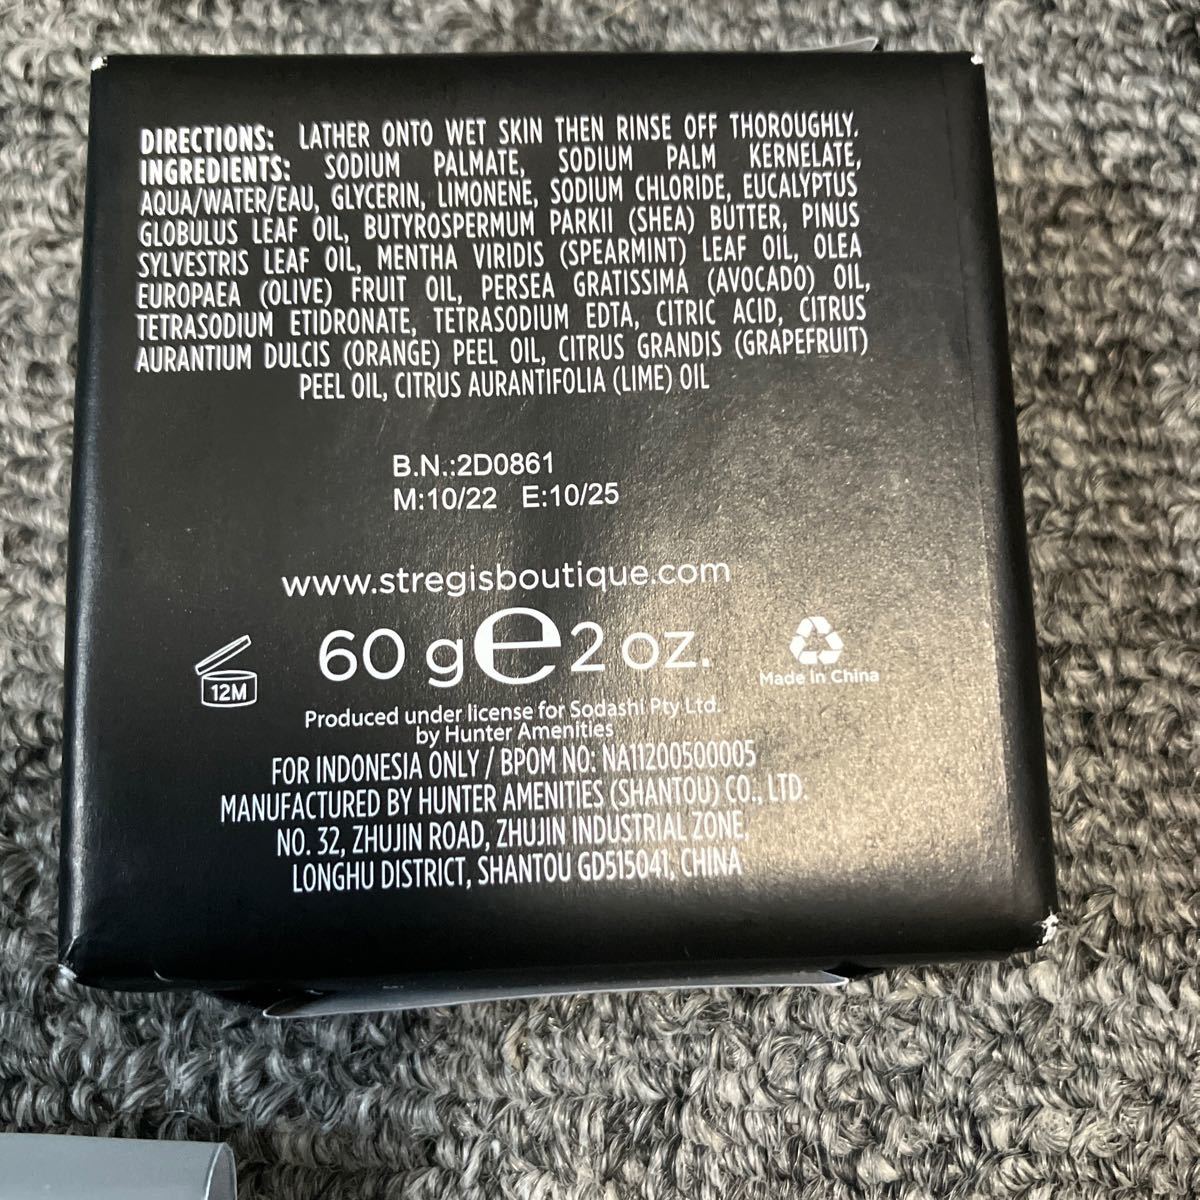 DIRECTIONS: LATHER ONTO WET SKIN THEN RINSE OFF THOROUGHLY.
INGREDIENTS: SODIUM PALMATE, SODIUM PALM KERNELATE,
AQUA/WATER/EAU, GLYCERIN, LIMONENE, SODIUM CHLORIDE, EUCALYPTUS
GLOBULUS LEAF OIL, BUTYROSPERMUM PARKII (SHEA) BUTTER, PINUS
SYLVESTRIS LEAF OIL, MENTHA VIRIDIS (SPEARMINT) LEAF OIL, OLEA
EUROPAEA (OLIVE) FRUIT OIL, PERSEA GRATISSIMA (AVOCADO) OIL,
TETRASODIUM ETIDRONATE, TETRASODIUM EDTA, CITRIC ACID, CITRUS
AURANTIUM DULCIS (ORANGE) PEEL OIL, CITRUS GRANDIS (GRAPEFRUIT)
PEEL OIL, CITRUS AURANTIFOLIA (LIME) OIL
B.N.:2D0861
M:10/22 E:10/25
www.stregisboutique.com
12M
60 g e 2 oz.
Made in China
Produced under license for Sodashi Pty Ltd.
by Hunter Amenities
FOR INDONESIA ONLY / BPOM NO: NA11200500005
MANUFACTURED BY HUNTER AMENITIES (SHANTOU) CO., LTD.
NO. 32, ZHUJIN ROAD, ZHUJIN INDUSTRIAL ZONE,
LONGHU DISTRICT, SHANTOU GD515041, CHINA